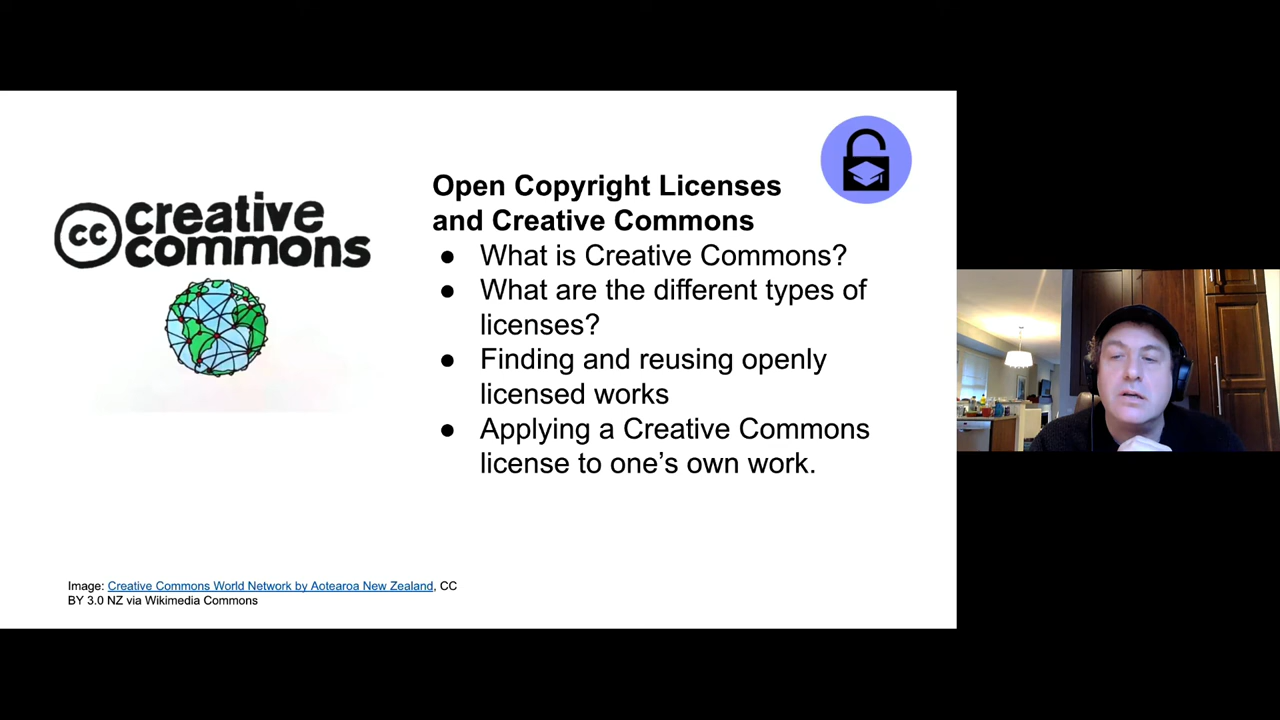 cc creative
commons
Open Copyright Licenses
and Creative Commons
● What is Creative Commons?
● What are the different types of
licenses?
● Finding and reusing openly
licensed works
● Applying a Creative Commons
license to one’s own work.
Image: Creative Commons World Network by Aotearoa New Zealand, CC
BY 3.0 NZ via Wikimedia Commons